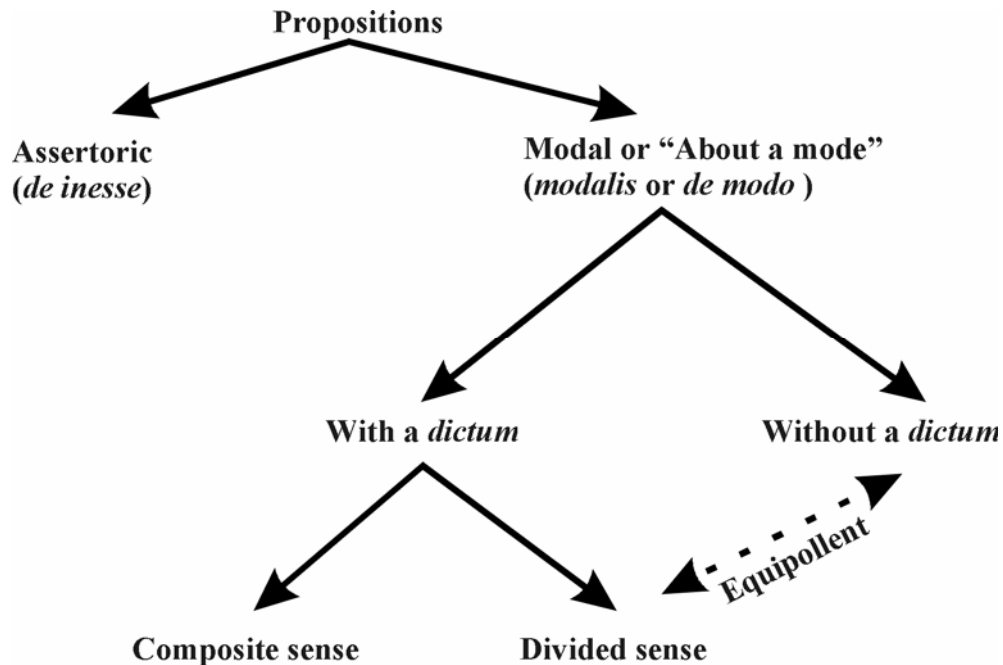 Propositions
Assertoric
(de inesse)
Modal or “About a mode”
(modalis or de modo )
With a dictum
Without a dictum
Equipollent
Composite sense
Divided sense